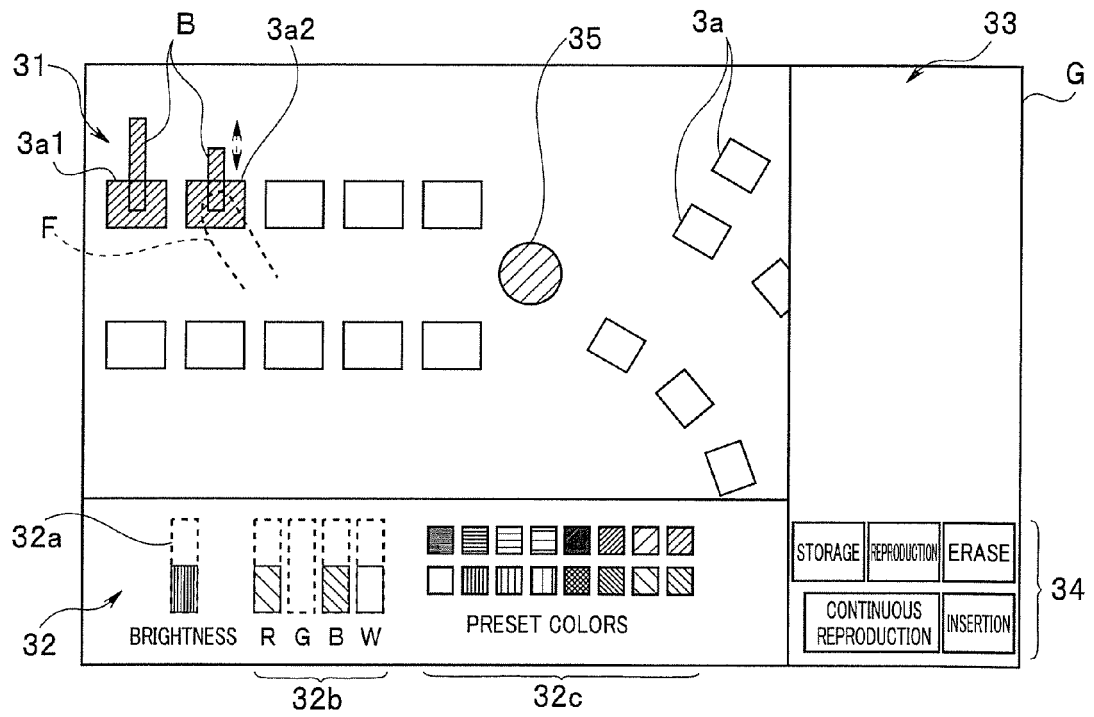 B
3a2
35
3a
33
31
G
3a1
F
32a
STORAGE
REPRODUCTION
ERASE
34
32
BRIGHTNESS
R G B W
PRESET COLORS
CONTINUOUS
REPRODUCTION
INSERTION
32b
32c